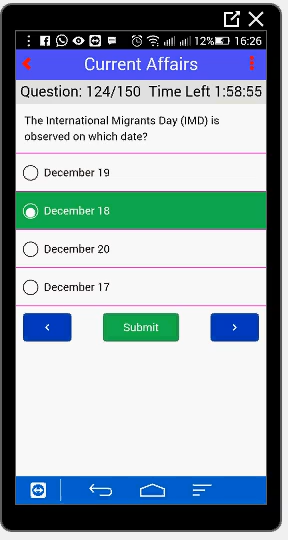 12% 16:26
Current Affairs
Question: 124/150 Time Left 1:58:55
The International Migrants Day (IMD) is
observed on which date?
December 19
December 18
December 20
December 17
< Submit >